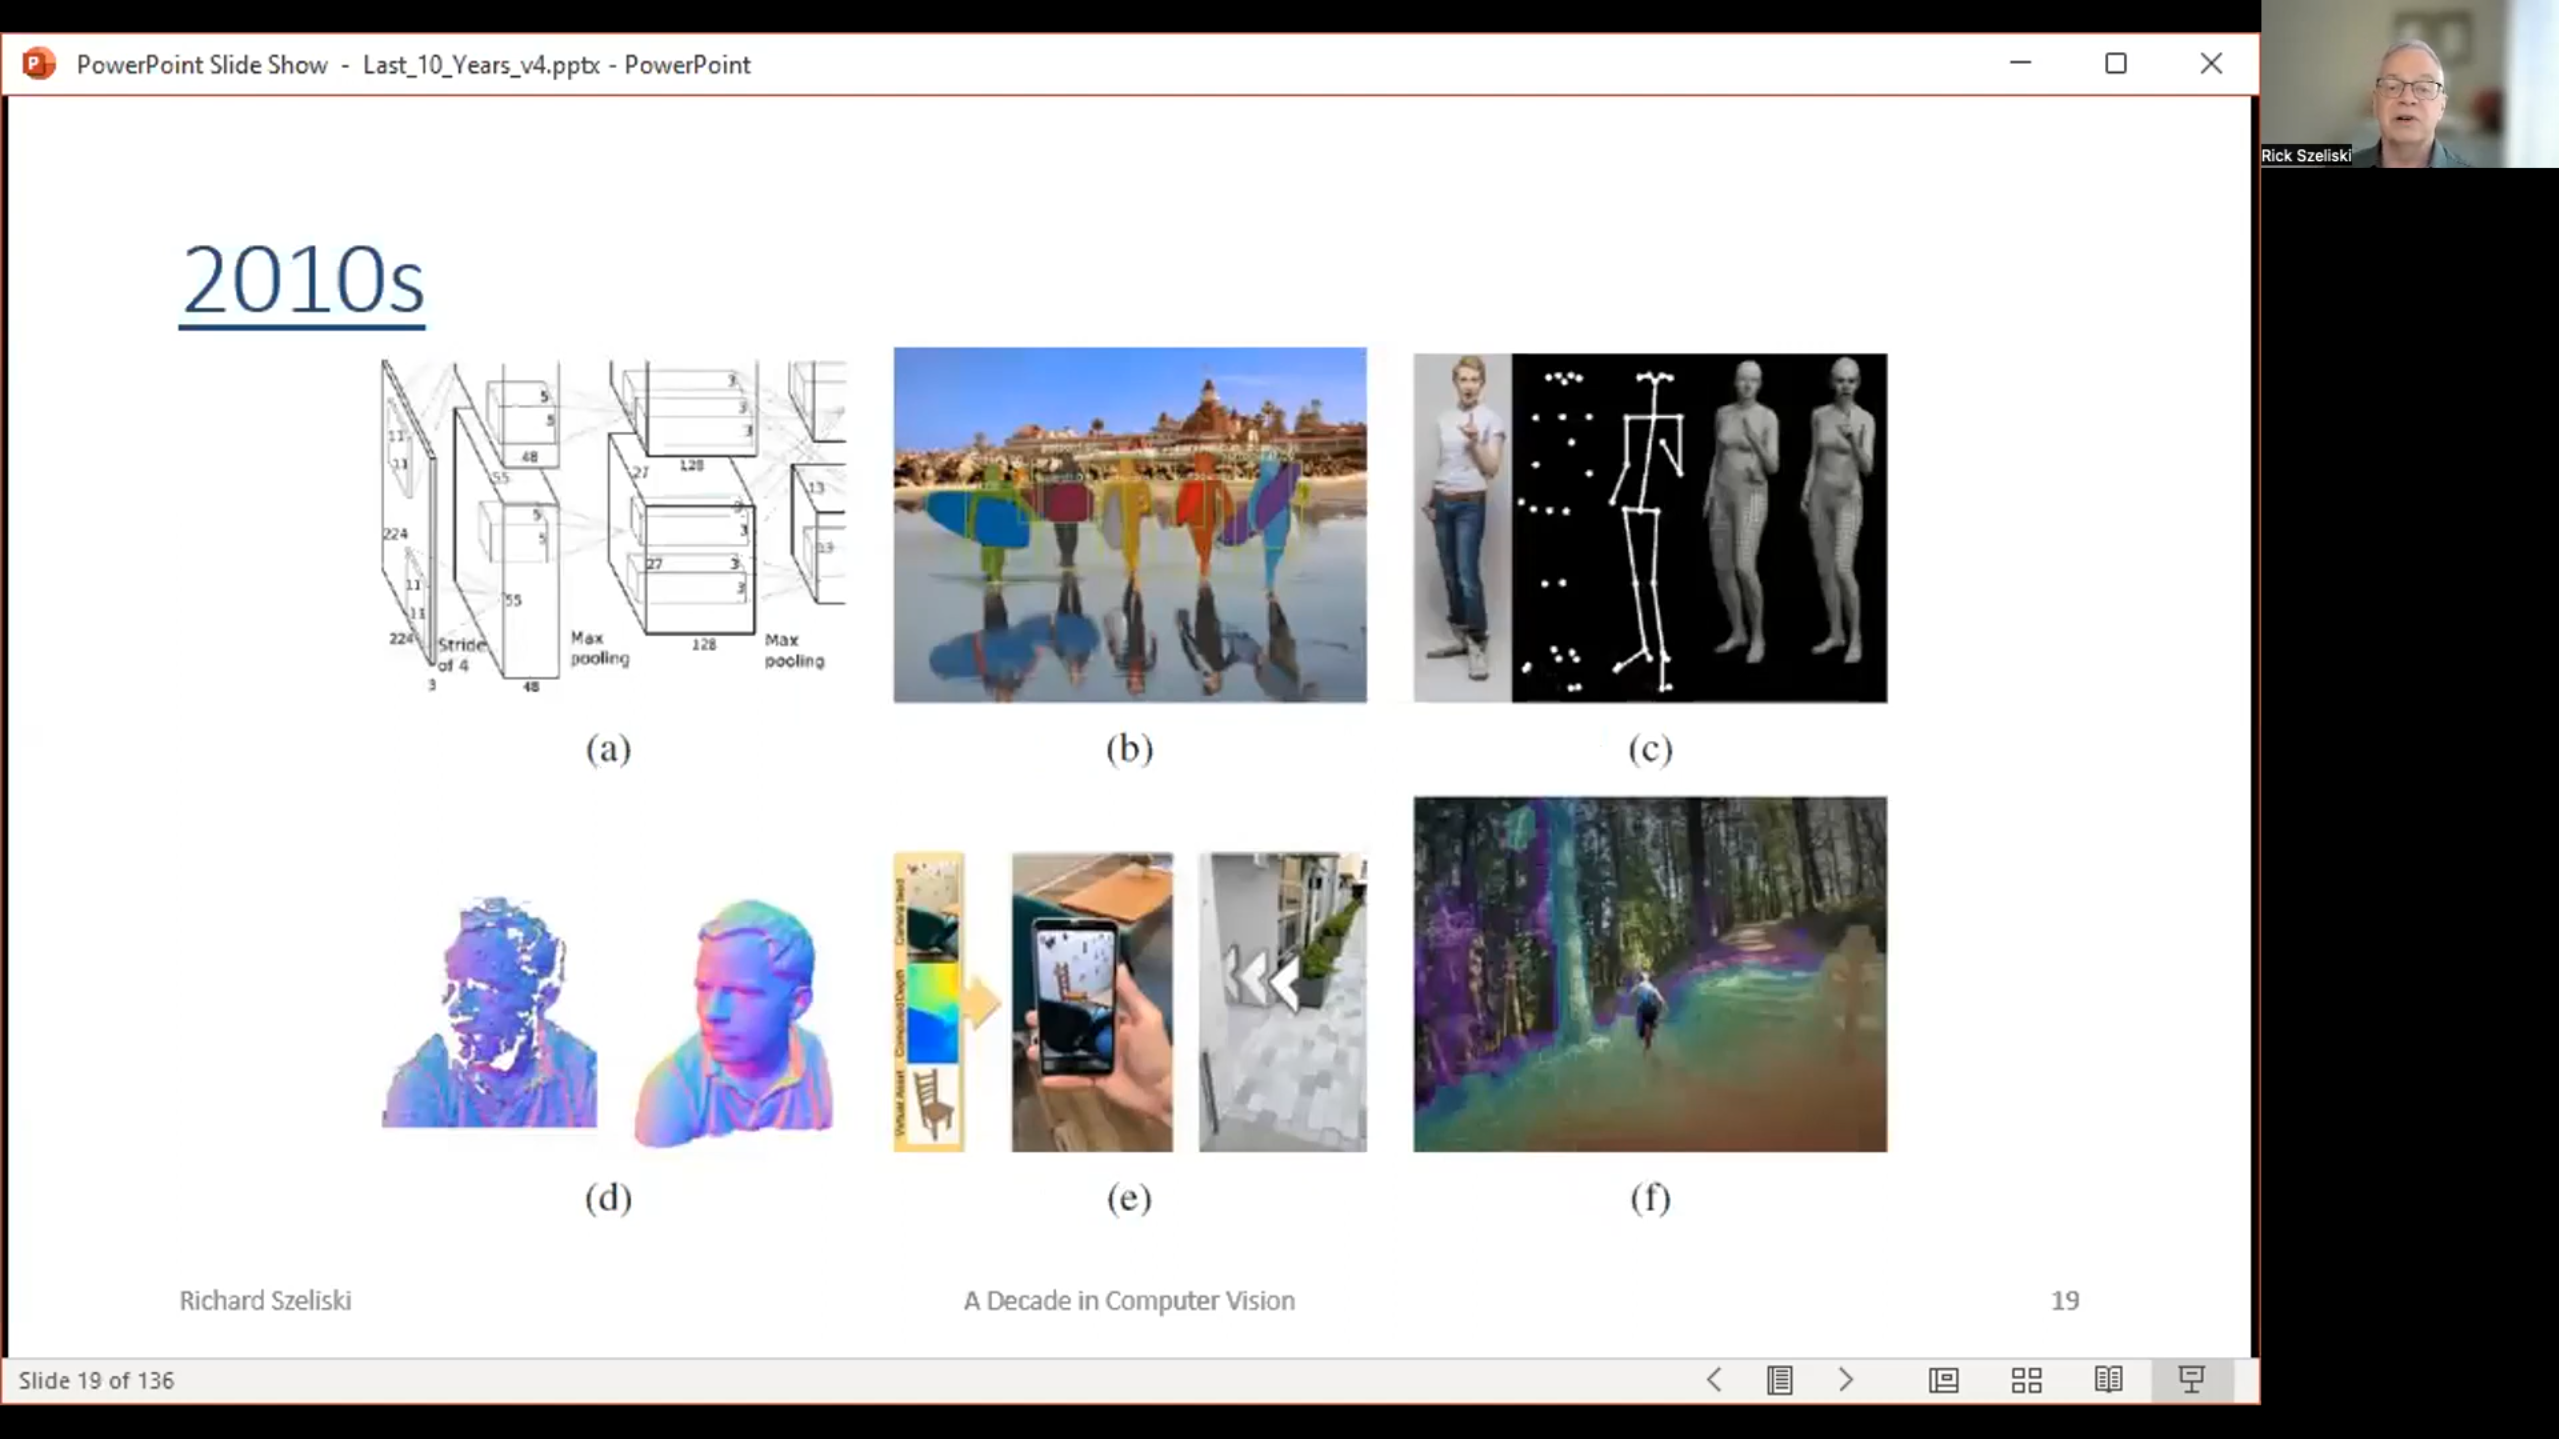 PowerPoint Slide Show - Last_10_Years_v4.pptx - PowerPoint
Rick Szeliski
2010s
11
11
224
11
11
224
3
Stride
of 4
5
5
48
55
5
5
55
48
Max
pooling
3
3
3
128
27
3
3
27
3
3
128
Max
pooling
13
13
(a)
(b)
(c)
Virtual Asset
(d)
(e)
(f)
Richard Szeliski
A Decade in Computer Vision
19
Slide 19 of 136